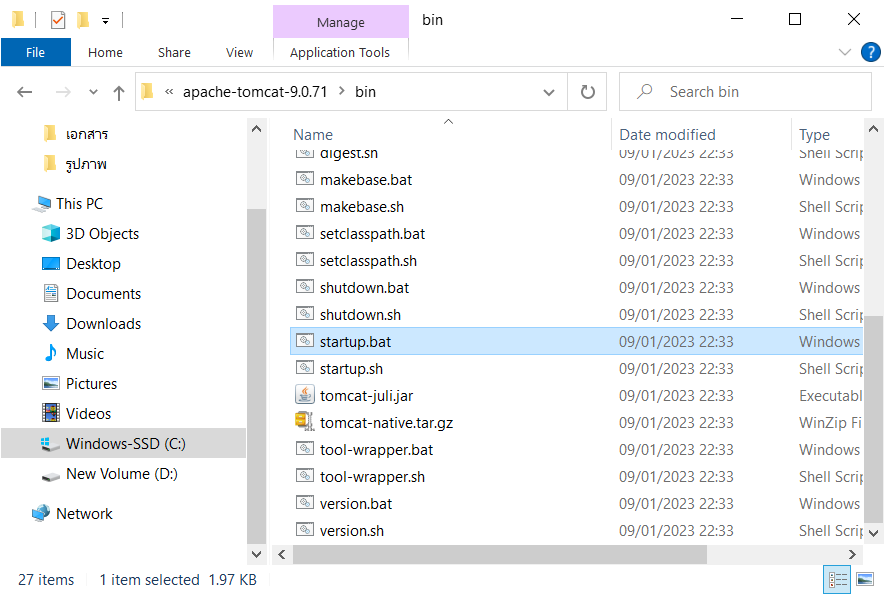 Manage
bin
File
Home
Share
View
Application Tools
?
« apache-tomcat-9.0.71 > bin
Search bin
เอกสาร
รูปภาพ
This PC
3D Objects
Desktop
Documents
Downloads
Music
Pictures
Videos
Windows-SSD (C:)
New Volume (D:)
Network
Name Date modified Type
digest.sh 09/01/2023 22:33 Shell Scrip
makebase.bat 09/01/2023 22:33 Windows
makebase.sh 09/01/2023 22:33 Shell Scrip
setclasspath.bat 09/01/2023 22:33 Windows
setclasspath.sh 09/01/2023 22:33 Shell Scrip
shutdown.bat 09/01/2023 22:33 Windows
shutdown.sh 09/01/2023 22:33 Shell Scrip
startup.bat 09/01/2023 22:33 Windows
startup.sh 09/01/2023 22:33 Shell Scrip
tomcat-juli.jar 09/01/2023 22:33 Executabl
tomcat-native.tar.gz 09/01/2023 22:33 WinZip Fi
tool-wrapper.bat 09/01/2023 22:33 Windows
tool-wrapper.sh 09/01/2023 22:33 Shell Scrip
version.bat 09/01/2023 22:33 Windows
version.sh 09/01/2023 22:33 Shell Scrip
27 items 1 item selected 1.97 KB